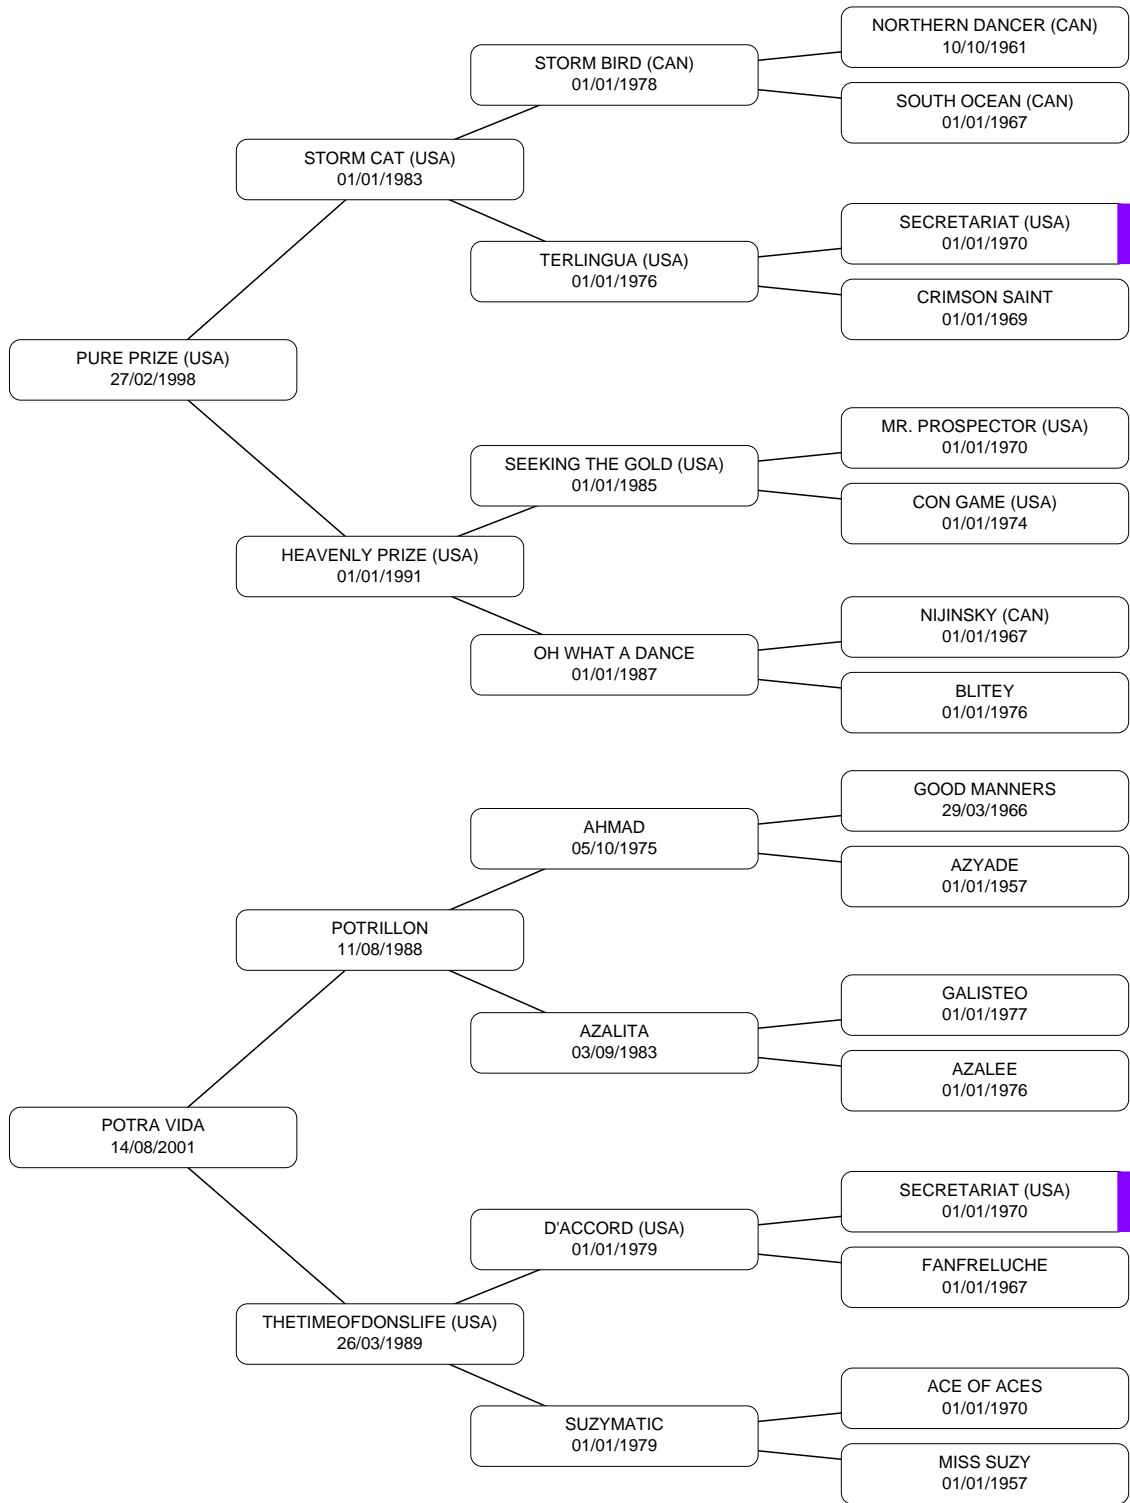 NORTHERN DANCER (CAN)
10/10/1961
STORM BIRD (CAN)
01/01/1978
SOUTH OCEAN (CAN)
01/01/1967
STORM CAT (USA)
01/01/1983
SECRETARIAT (USA)
01/01/1970
TERLINGUA (USA)
01/01/1976
CRIMSON SAINT
01/01/1969
PURE PRIZE (USA)
27/02/1998
MR. PROSPECTOR (USA)
01/01/1970
SEEKING THE GOLD (USA)
01/01/1985
CON GAME (USA)
01/01/1974
HEAVENLY PRIZE (USA)
01/01/1991
NIJINSKY (CAN)
01/01/1967
OH WHAT A DANCE
01/01/1987
BLITEY
01/01/1976
GOOD MANNERS
29/03/1966
AHMAD
05/10/1975
AZYADE
01/01/1957
POTRILLON
11/08/1988
GALISTEO
01/01/1977
AZALITA
03/09/1983
AZALEE
01/01/1976
POTRA VIDA
14/08/2001
SECRETARIAT (USA)
01/01/1970
D'ACCORD (USA)
01/01/1979
FANFRELUCHE
01/01/1967
THETIMEOFDONSLIFE (USA)
26/03/1989
ACE OF ACES
01/01/1970
SUZYMATIC
01/01/1979
MISS SUZY
01/01/1957